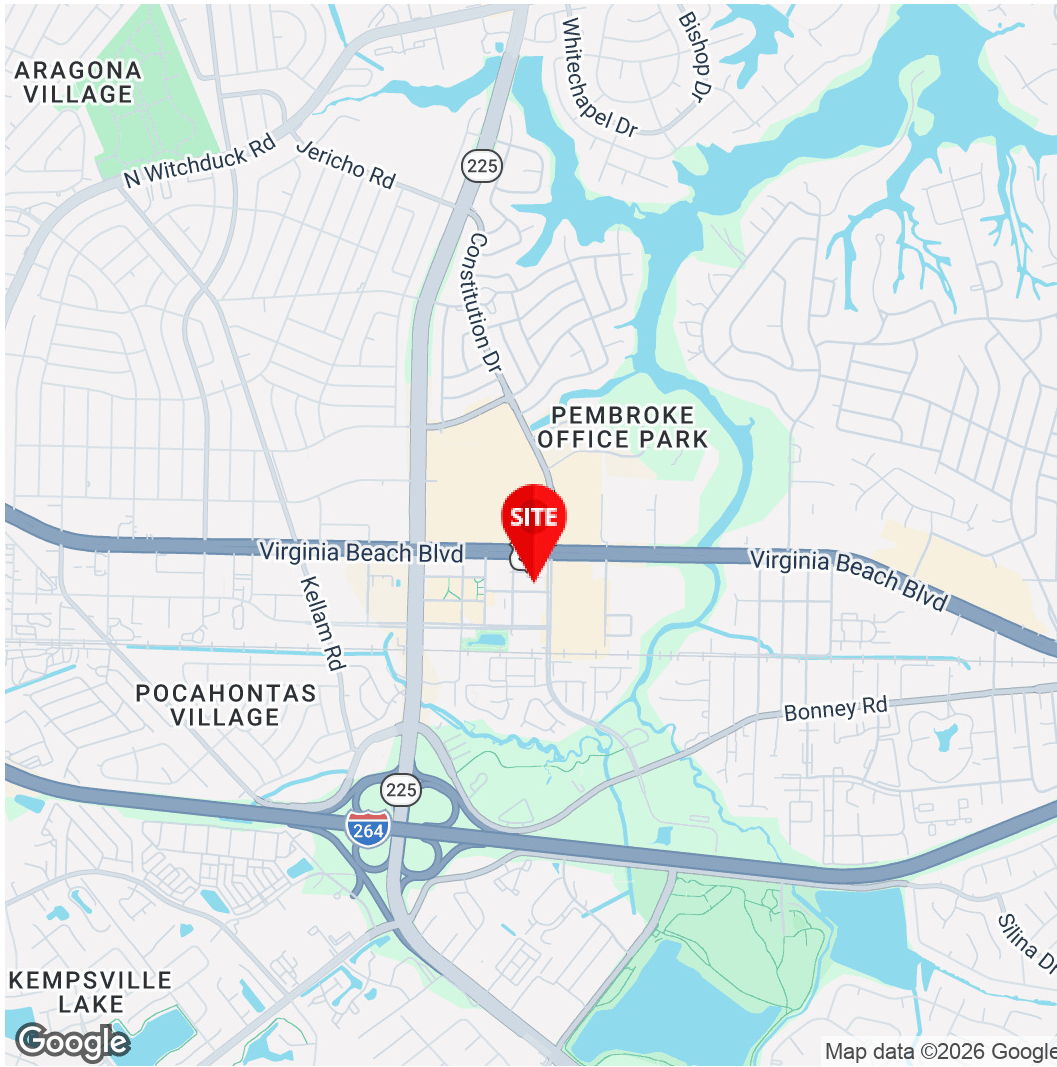 ARAGONA
VILLAGE
Whitechapel Dr
Bishop Dr
N Witchduck Rd
Jericho Rd
225
Constitution Dr
PEMBROKE
OFFICE PARK
SITE
Virginia Beach Blvd
Virginia Beach Blvd
Kellam Rd
POCAHONTAS
VILLAGE
Bonney Rd
225
264
Silina Dr
KEMPSVILLE
LAKE
Google
Map data ©2026 Google